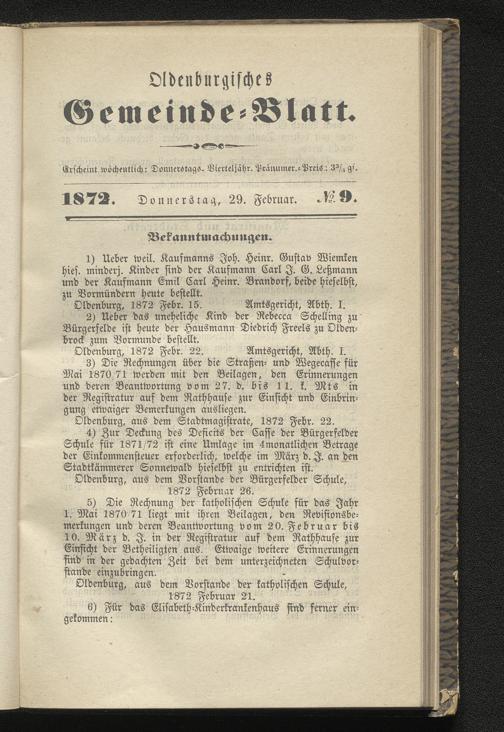 Oldenburgisches
Gemeinde-Blatt.
Erscheint wöchentlich: Donnerstags. Vierteljähr. Pränumer.-Preis: 3¾ gr.
1872. Donnerstag, 29. Februar. № 9.
Bekanntmachungen.
1) Ueber weil. Kaufmanns Joh. Heinr. Gustav Wiemken
hies. minderj. Kinder sind der Kaufmann Carl J. G. Leßmann
und der Kaufmann Emil Carl Heinr. Brandorf, beide hieselbst,
zu Vormündern heute bestellt.
Oldenburg, 1872 Febr. 15. Amtsgericht, Abth. I.
2) Ueber das uneheliche Kind der Rebecca Schelling zu
Bürgerfelde ist heute der Hausmann Diedrich Freels zu Olden-
brock zum Vormunde bestellt.
Oldenburg, 1872 Febr. 22. Amtsgericht, Abth. I.
3) Die Rechnungen über die Straßen- und Wegecasse für
Mai 1870/71 werden mit den Beilagen, den Erinnerungen
und deren Beantwortung vom 27. d. bis 11. k. Mts in
der Registratur auf dem Rathhause zur Einsicht und Einbrin-
gung etwaiger Bemerkungen ausliegen.
Oldenburg, aus dem Stadtmagistrate, 1872 Febr. 22.
4) Zur Deckung des Deficits der Casse der Bürgerfelder
Schule für 1871/72 ist eine Umlage im 4monatlichen Betrage
der Einkommensteuer erforderlich, welche im März d. J. an den
Stadtkämmerer Sonnewald hieselbst zu entrichten ist.
Oldenburg, aus dem Vorstande der Bürgerfelder Schule,
1872 Februar 26.
5) Die Rechnung der katholischen Schule für das Jahr
1. Mai 1870/71 liegt mit ihren Beilagen, den Revisionsbe-
merkungen und deren Beantwortung vom 20. Februar bis
10. März d. J. in der Registratur auf dem Rathhause zur
Einsicht der Betheiligten aus. Etwaige weitere Erinnerungen
sind in der gedachten Zeit bei dem unterzeichneten Schulvor-
stande einzubringen.
Oldenburg, aus dem Vorstande der katholischen Schule,
1872 Februar 21.
6) Für das Elisabeth-Kinderkrankenhaus sind ferner ein-
gekommen: